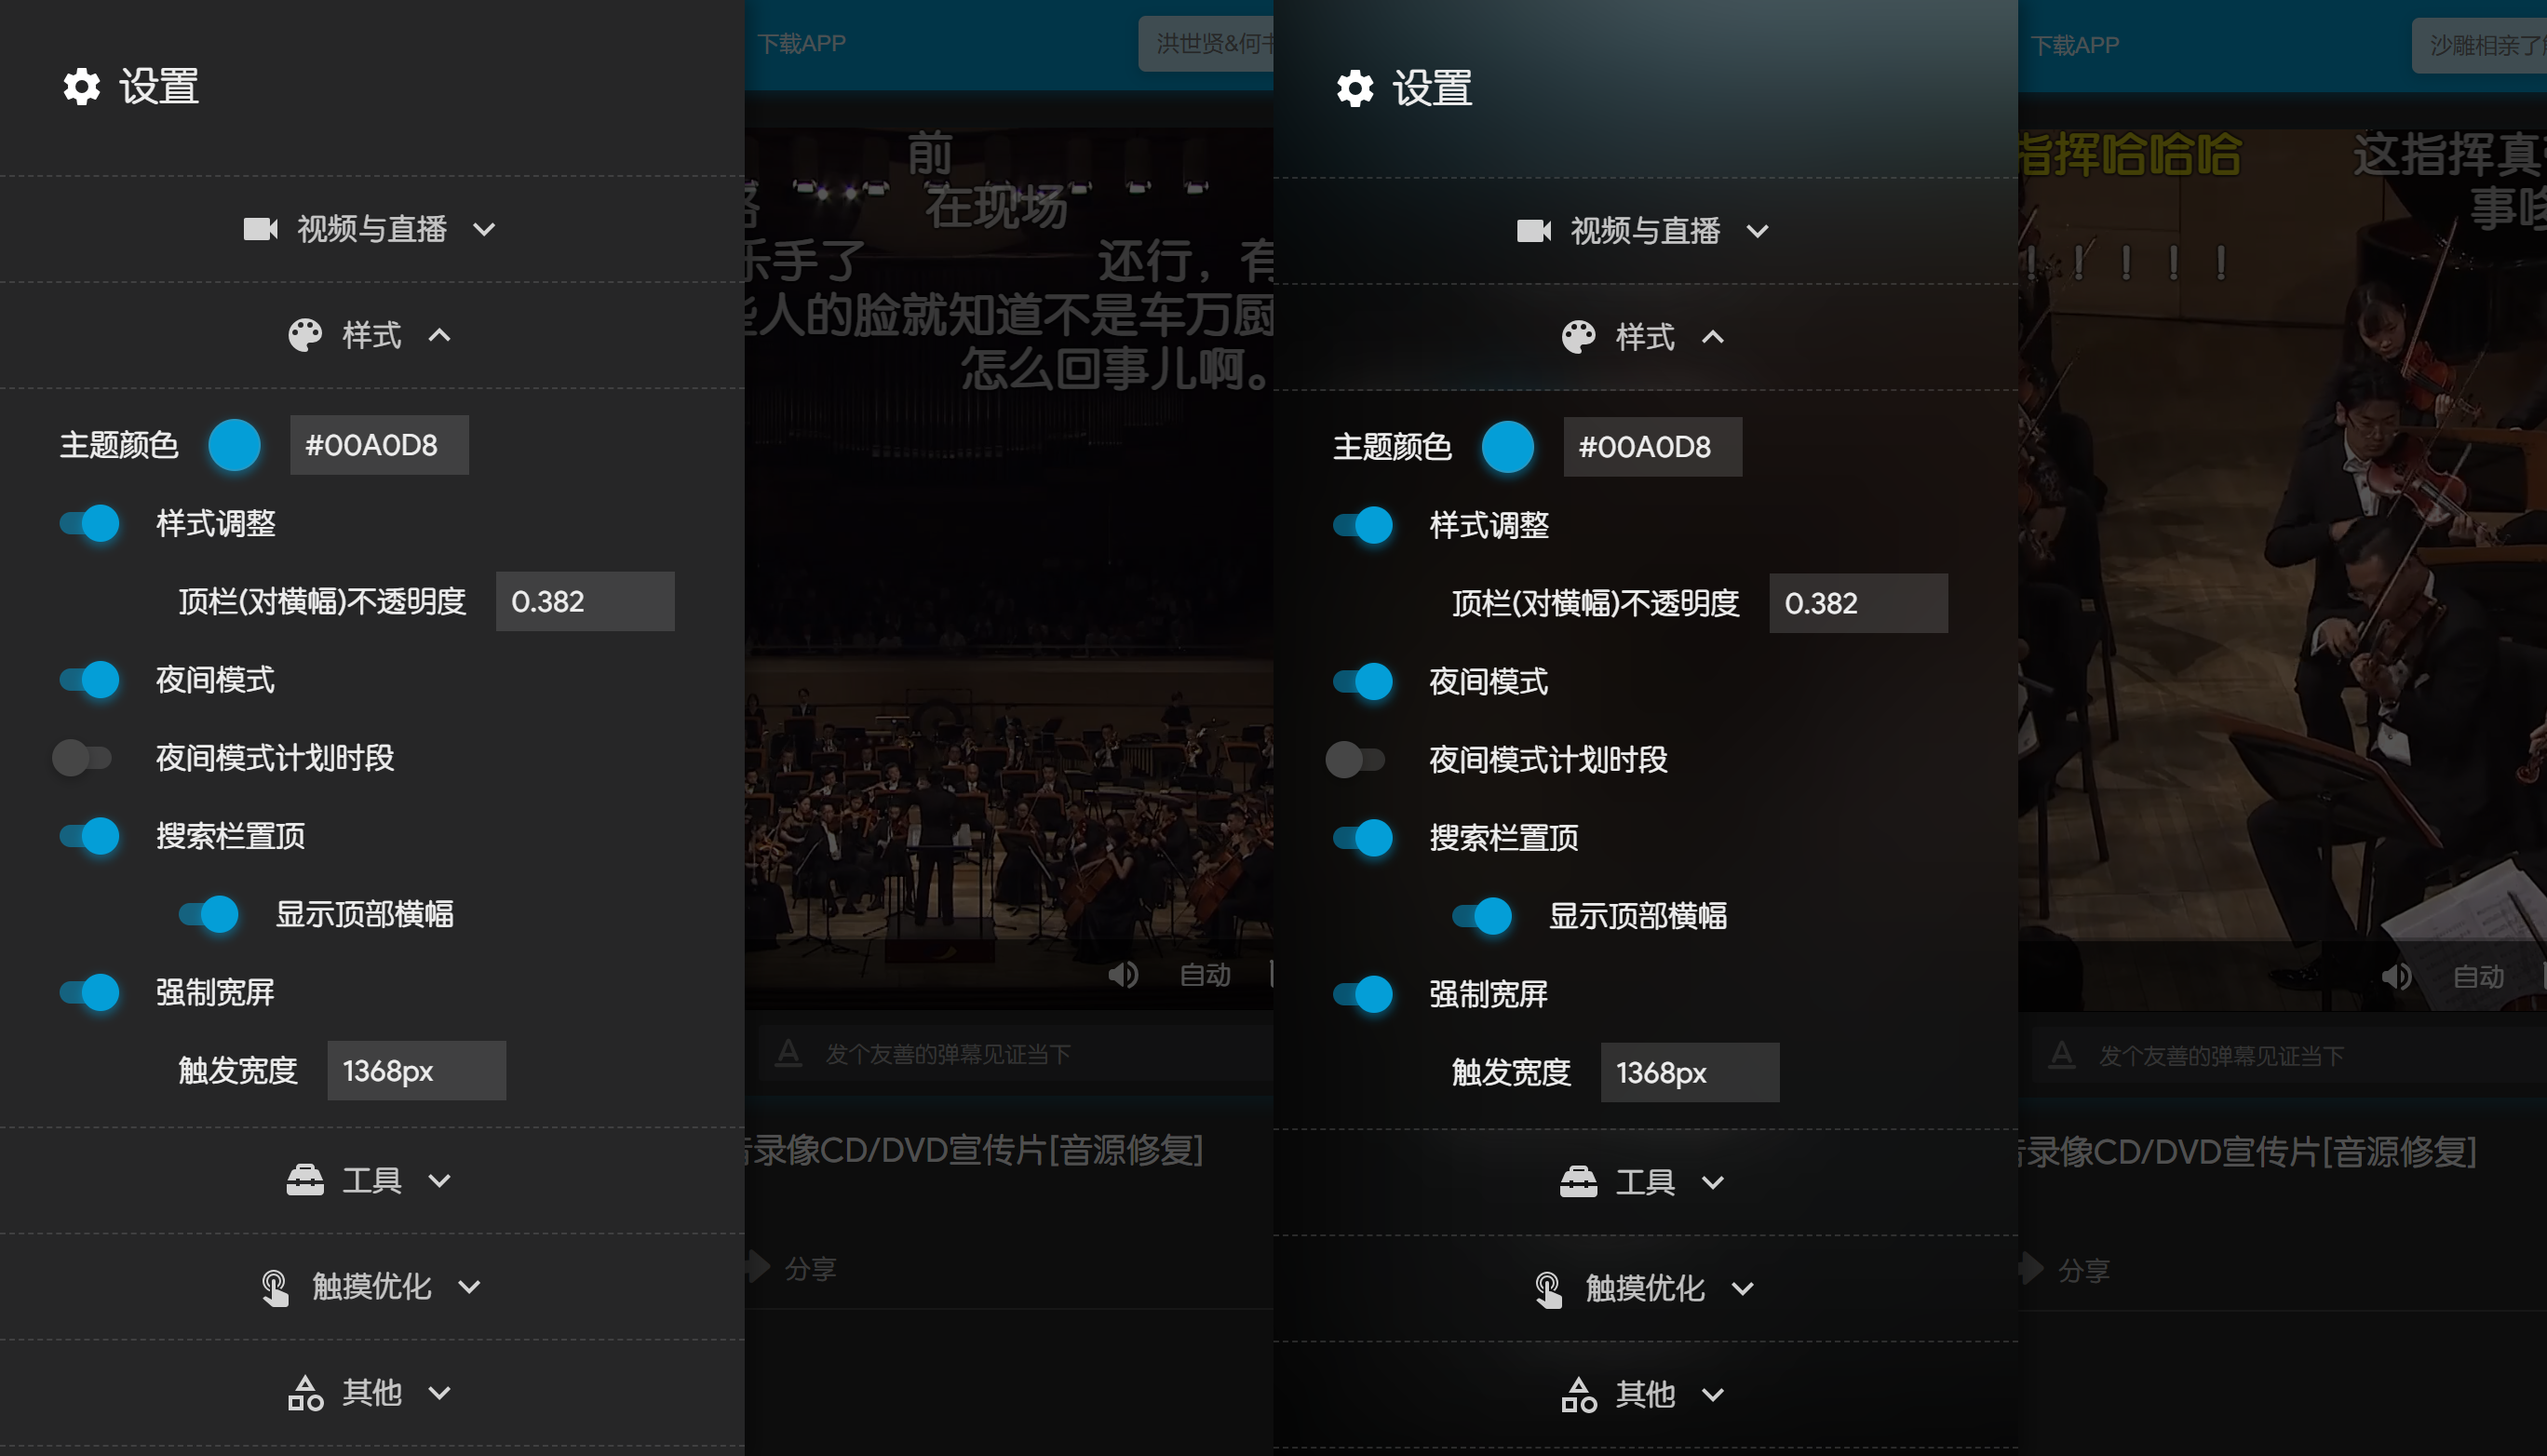 设置
视频与直播
样式
主题颜色 #00A0D8
样式调整
顶栏(对横幅)不透明度 0.382
夜间模式
夜间模式计划时段
搜索栏置顶
显示顶部横幅
强制宽屏
触发宽度 1368px
工具
触摸优化
其他
下载APP
洪世贤&何
前
在现场
乐手了
还行，有
些人的脸就知道不是车万厨
怎么回事儿啊。
自动
发个友善的弹幕见证当下
录像CD/DVD宣传片[音源修复]
分享
设置
视频与直播
样式
主题颜色 #00A0D8
样式调整
顶栏(对横幅)不透明度 0.382
夜间模式
夜间模式计划时段
搜索栏置顶
显示顶部横幅
强制宽屏
触发宽度 1368px
工具
触摸优化
其他
下载APP
沙雕相亲了
指挥哈哈哈
这指挥真
事
！！！！！
自动
发个友善的弹幕见证当下
录像CD/DVD宣传片[音源修复]
分享